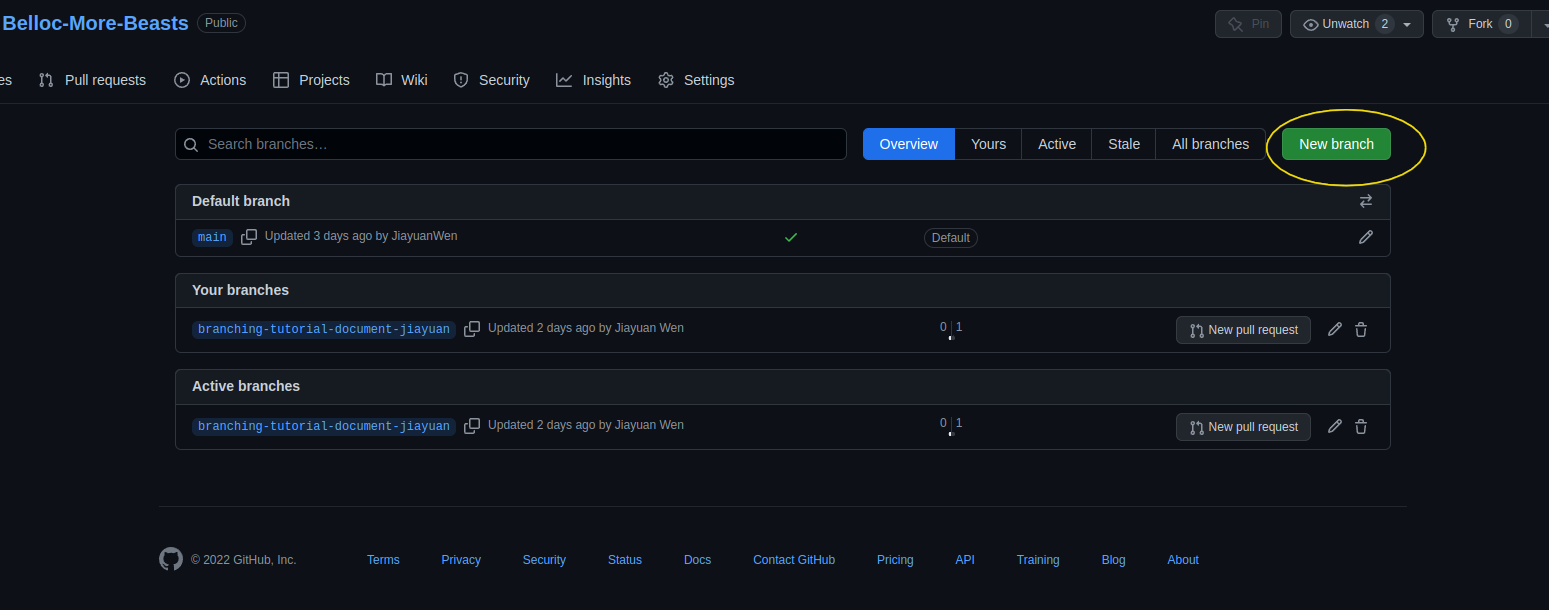 Belloc-More-Beasts Public Pin Unwatch 2 Fork 0
es Pull requests Actions Projects Wiki Security Insights Settings
Search branches… Overview Yours Active Stale All branches New branch
Default branch
main Updated 3 days ago by JiayuanWen Default
Your branches
branching-tutorial-document-jiayuan Updated 2 days ago by Jiayuan Wen 0 1 New pull request
Active branches
branching-tutorial-document-jiayuan Updated 2 days ago by Jiayuan Wen 0 1 New pull request
© 2022 GitHub, Inc. Terms Privacy Security Status Docs Contact GitHub Pricing API Training Blog About